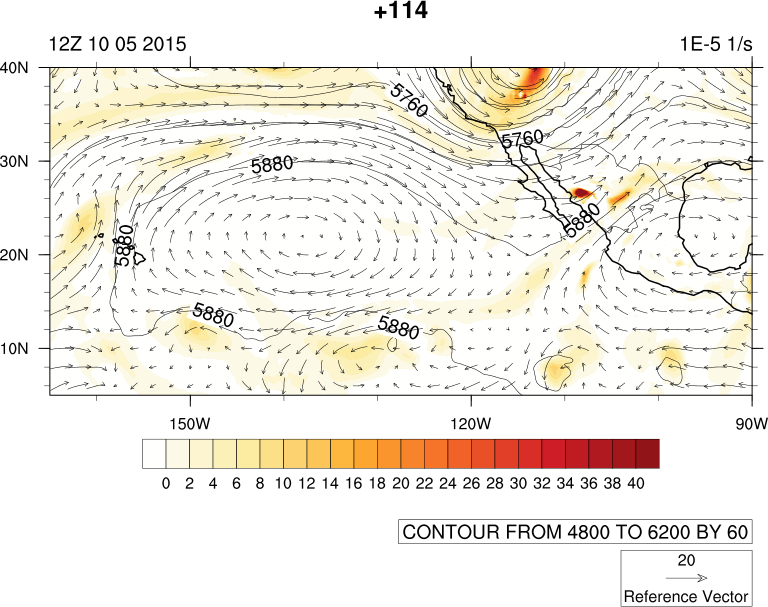 +114
12Z 10 05 2015
1E-5 1/s
40N
5760
5760
30N
5880
5880
5880
20N
5880
5880
10N
150W
120W
90W
0 2 4 6 8 10 12 14 16 18 20 22 24 26 28 30 32 34 36 38 40
CONTOUR FROM 4800 TO 6200 BY 60
20
Reference Vector